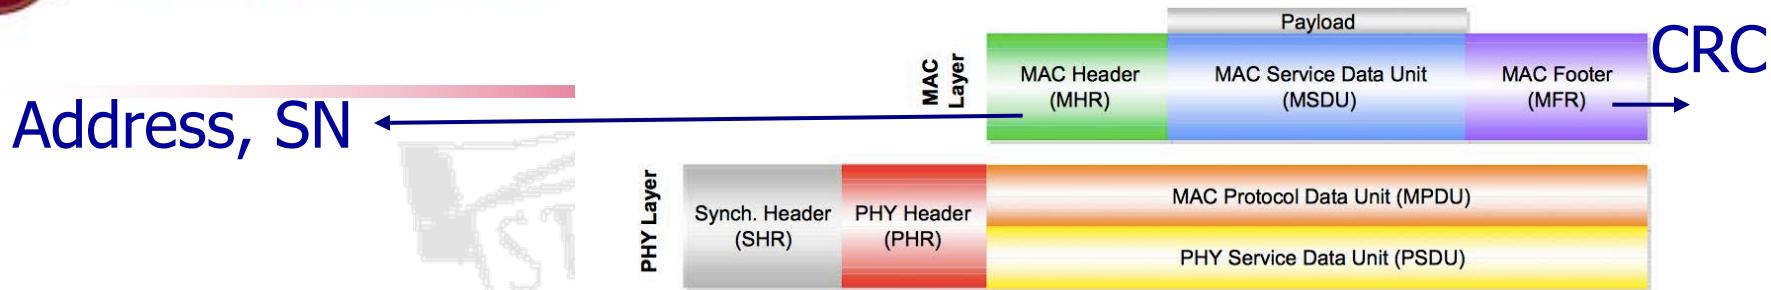 Payload
CRC
MAC
Layer
MAC Header
(MHR)
MAC Service Data Unit
(MSDU)
MAC Footer
(MFR)
Address, SN
PHY Layer
Synch. Header
(SHR)
PHY Header
(PHR)
MAC Protocol Data Unit (MPDU)
PHY Service Data Unit (PSDU)